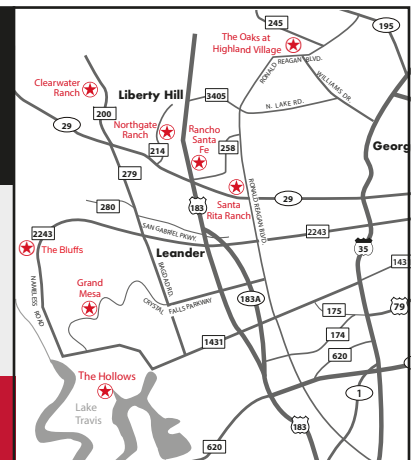 245
195
The Oaks at
Highland Village
RONALD REAGAN BLVD.
WILLIAMS DR
Clearwater
Ranch
Liberty Hill
3405
N. LAKE RD.
200
29
Northgate
Ranch
Rancho
Santa
Fe
214
258
Georg
279
183
Santa
Rita Ranch
29
RONALD REAGAN BLVD.
280
SAN GABRIEL PKWY.
2243
2243
The Bluffs
Leander
35
143
NAMELESS ROAD
Grand
Mesa
BAGDAD RD.
CRYSTAL FALLS PARKWAY
183A
175
79
174
1431
620
The Hollows
Lake
Travis
1
183
620